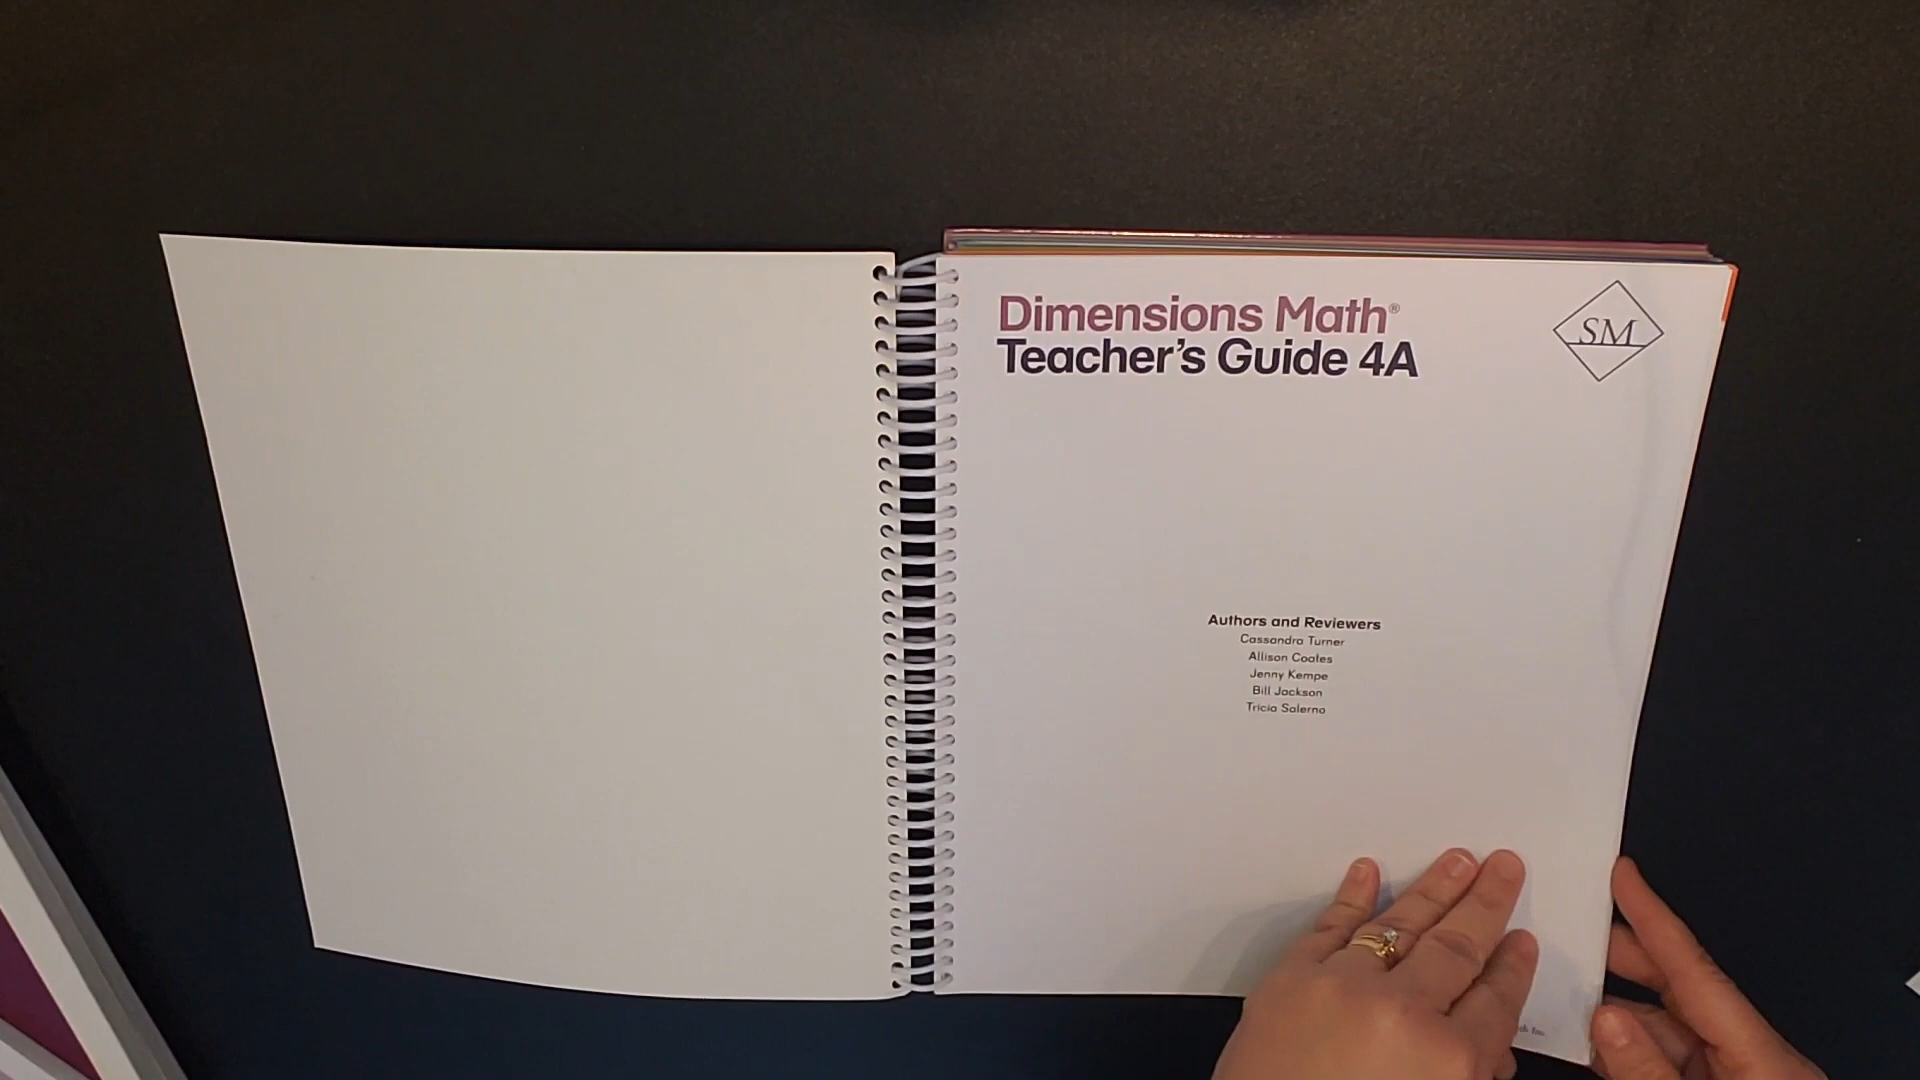 Dimensions Math®
Teacher's Guide 4A
SM
Authors and Reviewers
Cassandra Turner
Allison Coates
Jenny Kempe
Bill Jackson
Tricia Salerno
Inc.